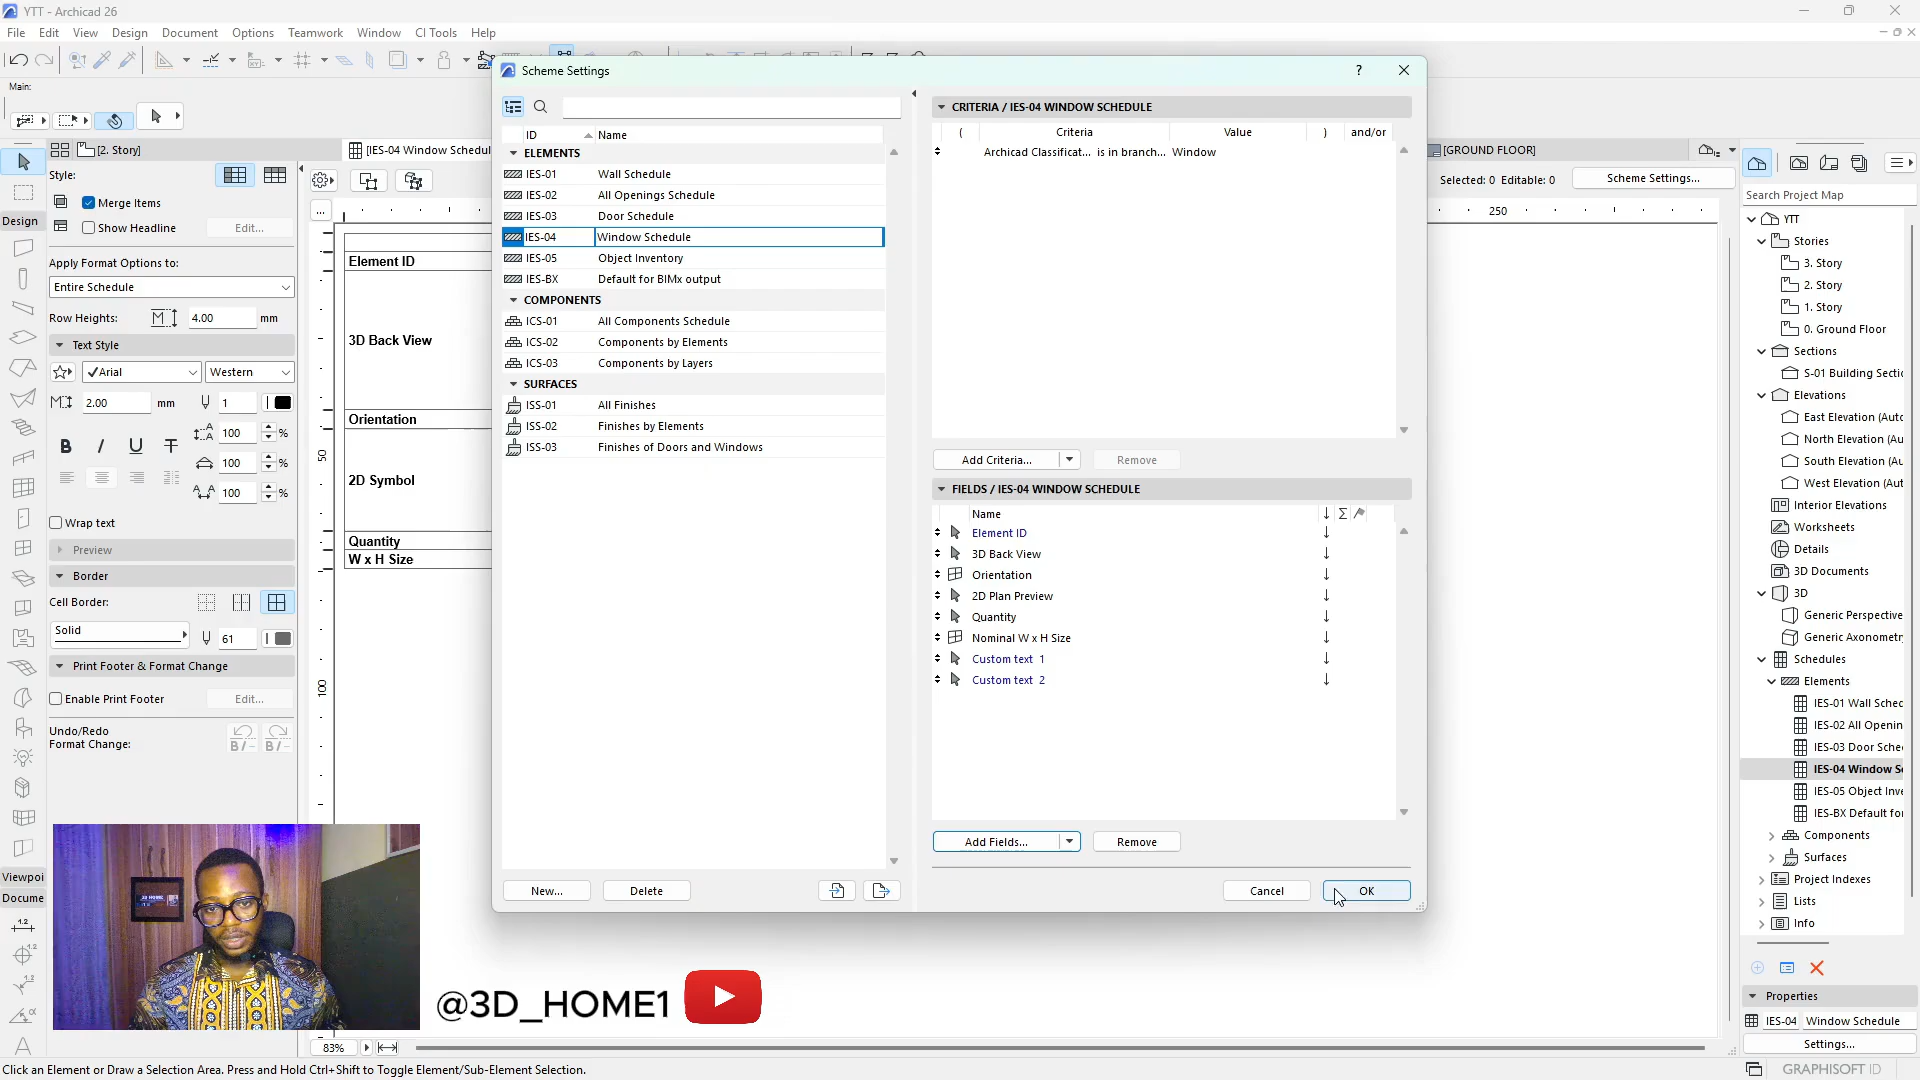 YTT - Archicad 26
File Edit View Design Document Options Teamwork Window CI Tools Help
Main:
[2. Story]
[IES-04 Window Schedul
[GROUND FLOOR]
Style:
Merge Items
Show Headline
Edit...
Apply Format Options to:
Entire Schedule
Row Heights:
4.00
mm
Text Style
✓Arial
Western
2.00
mm
1
B I U T
100 %
100 %
100 %
Wrap text
Preview
Border
Cell Border:
Solid
61
Print Footer & Format Change
Enable Print Footer
Edit...
Undo/Redo
Format Change:
Design
Viewpoi
Docume
Element ID
3D Back View
Orientation
50
2D Symbol
Quantity
W x H Size
100
Scheme Settings
?
ID
Name
ELEMENTS
IES-01 Wall Schedule
IES-02 All Openings Schedule
IES-03 Door Schedule
IES-04 Window Schedule
IES-05 Object Inventory
IES-BX Default for BIMx output
COMPONENTS
ICS-01 All Components Schedule
ICS-02 Components by Elements
ICS-03 Components by Layers
SURFACES
ISS-01 All Finishes
ISS-02 Finishes by Elements
ISS-03 Finishes of Doors and Windows
New...
Delete
CRITERIA / IES-04 WINDOW SCHEDULE
( Criteria Value ) and/or
Archicad Classificat... is in branch... Window
Add Criteria...
Remove
FIELDS / IES-04 WINDOW SCHEDULE
Name
Element ID
3D Back View
Orientation
2D Plan Preview
Quantity
Nominal W x H Size
Custom text 1
Custom text 2
Add Fields...
Remove
Cancel
OK
Selected: 0 Editable: 0
Scheme Settings...
250
Search Project Map
YTT
Stories
3. Story
2. Story
1. Story
0. Ground Floor
Sections
S-01 Building Sectio
Elevations
East Elevation (Auto
North Elevation (Au
South Elevation (Au
West Elevation (Aut
Interior Elevations
Worksheets
Details
3D Documents
3D
Generic Perspective
Generic Axonometr
Schedules
Elements
IES-01 Wall Sched
IES-02 All Openin
IES-03 Door Sche
IES-04 Window S
IES-05 Object Inve
IES-BX Default fo
Components
Surfaces
Project Indexes
Lists
Info
Properties
IES-04 Window Schedule
Settings...
GRAPHISOFT ID
@3D_HOME1
83%
Click an Element or Draw a Selection Area. Press and Hold Ctrl+Shift to Toggle Element/Sub-Element Selection.